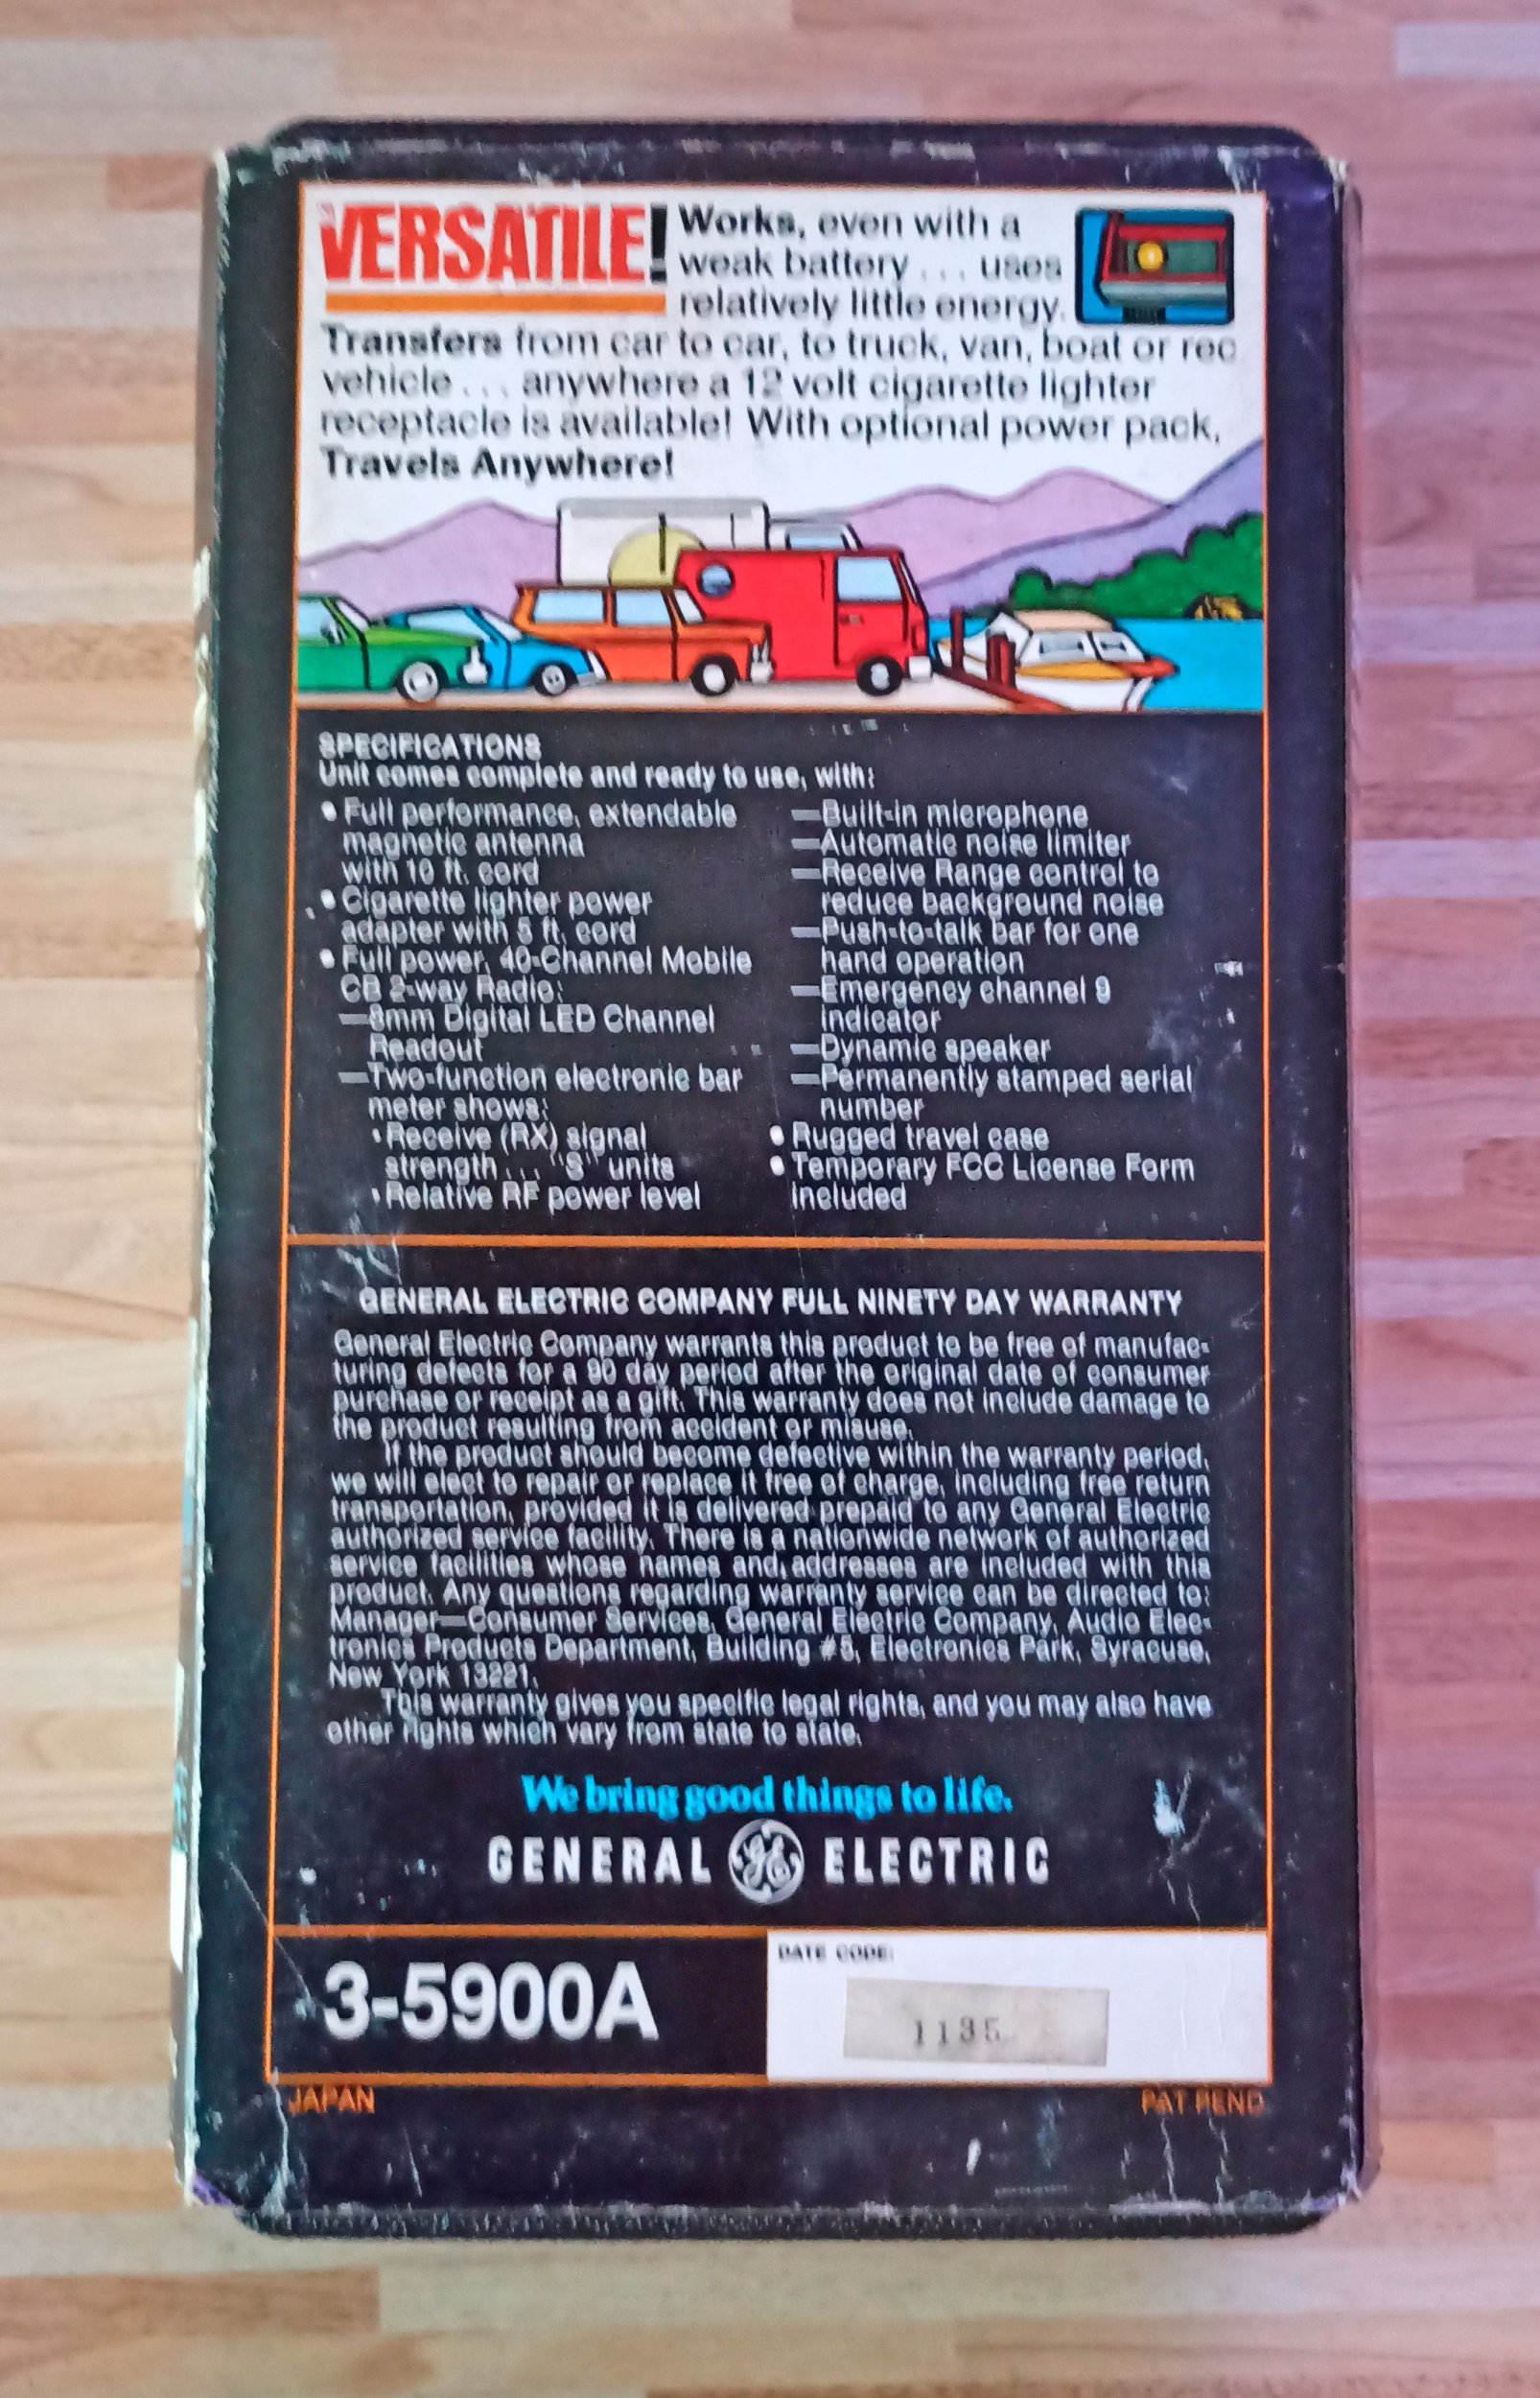 VERSATILE! Works, even with a
weak battery . . . uses
relatively little energy.
Transfers from car to car, to truck, van, boat or rec
vehicle . . . anywhere a 12 volt cigarette lighter
receptacle is available! With optional power pack,
Travels Anywhere!
SPECIFICATIONS
Unit comes complete and ready to use, with:
• Full performance, extendable
magnetic antenna
with 10 ft. cord
• Cigarette lighter power
adapter with 5 ft. cord
• Full power, 40-Channel Mobile
CB 2-way Radio:
—8mm Digital LED Channel
Readout
—Two-function electronic bar
meter shows:
• Receive (RX) signal
strength . . . "S" units
• Relative RF power level
—Built-in microphone
—Automatic noise limiter
—Receive Range control to
reduce background noise
—Push-to-talk bar for one
hand operation
—Emergency channel 9
indicator
—Dynamic speaker
—Permanently stamped serial
number
• Rugged travel case
• Temporary FCC License Form
included
GENERAL ELECTRIC COMPANY FULL NINETY DAY WARRANTY
General Electric Company warrants this product to be free of manufac-
turing defects for a 90 day period after the original date of consumer
purchase or receipt as a gift. This warranty does not include damage to
the product resulting from accident or misuse.
If the product should become defective within the warranty period,
we will elect to repair or replace it free of charge, including free return
transportation, provided it is delivered prepaid to any General Electric
authorized service facility. There is a nationwide network of authorized
service facilities whose names and addresses are included with this
product. Any questions regarding warranty service can be directed to:
Manager—Consumer Services, General Electric Company, Audio Elec-
tronics Products Department, Building #5, Electronics Park, Syracuse,
New York 13221.
This warranty gives you specific legal rights, and you may also have
other rights which vary from state to state.
We bring good things to life.
GENERAL GE ELECTRIC
3-5900A
DATE CODE:
1135
JAPAN
PAT PEND